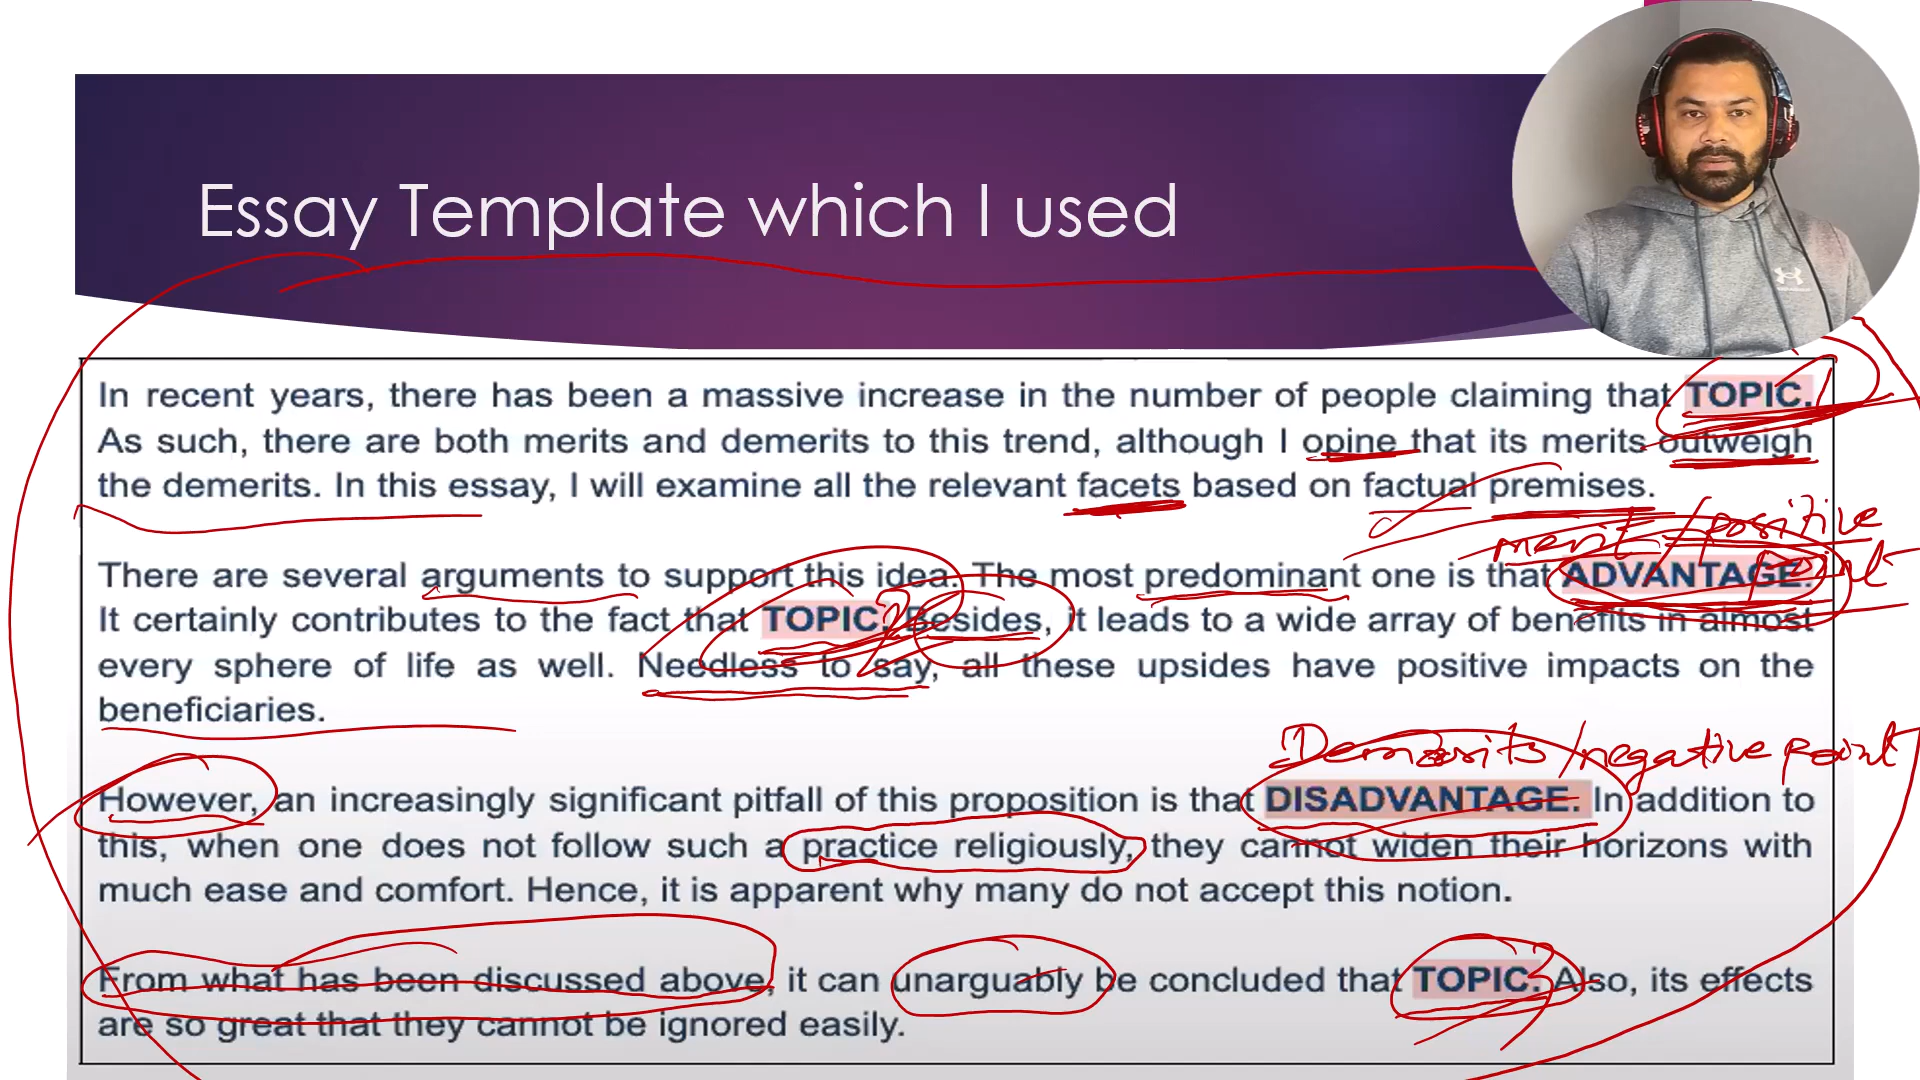 Essay Template which I used
In recent years, there has been a massive increase in the number of people claiming that TOPIC. 1
As such, there are both merits and demerits to this trend, although I opine that its merits outweigh
the demerits. In this essay, I will examine all the relevant facets based on factual premises.
merit / positive
point
There are several arguments to support this idea. The most predominant one is that ADVANTAGE.
It certainly contributes to the fact that TOPIC. 2 Besides, it leads to a wide array of benefits in almost
every sphere of life as well. Needless to say, all these upsides have positive impacts on the
beneficiaries.
Demerits / negative point
However, an increasingly significant pitfall of this proposition is that DISADVANTAGE. In addition to
this, when one does not follow such a practice religiously, they cannot widen their horizons with
much ease and comfort. Hence, it is apparent why many do not accept this notion.
From what has been discussed above, it can unarguably be concluded that TOPIC. 3 Also, its effects
are so great that they cannot be ignored easily.